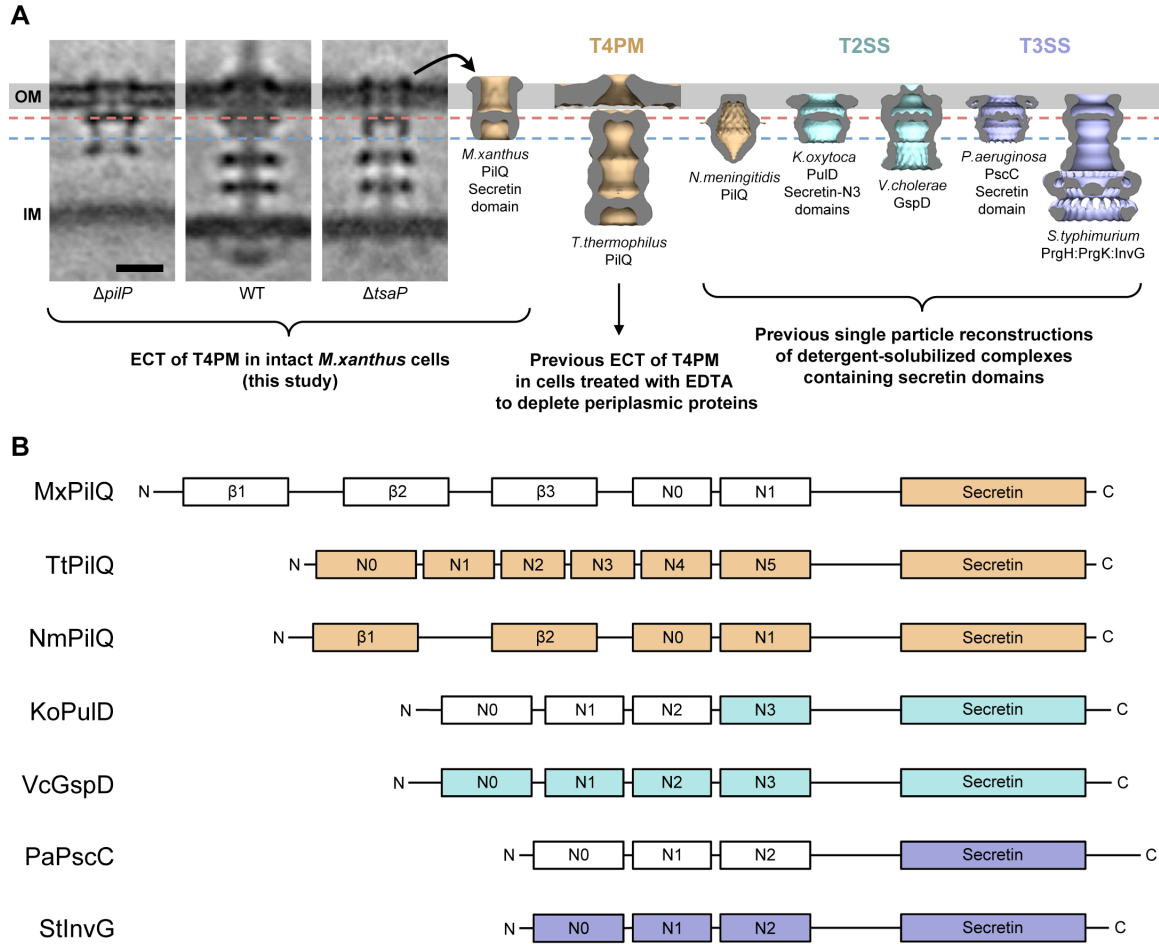 A
T4PM
T2SS
T3SS
OM
IM
ΔpilP
WT
ΔtsaP
M.xanthus
PilQ
Secretin
domain
T.thermophilus
PilQ
N.meningitidis
PilQ
K.oxytoca
PulD
Secretin-N3
domains
V.cholerae
GspD
P.aeruginosa
PscC
Secretin
domain
S.typhimurium
PrgH:PrgK:InvG
ECT of T4PM in intact M.xanthus cells
(this study)
Previous ECT of T4PM
in cells treated with EDTA
to deplete periplasmic proteins
Previous single particle reconstructions
of detergent-solubilized complexes
containing secretin domains
B
MxPilQ N β1 β2 β3 N0 N1 Secretin C
TtPilQ N N0 N1 N2 N3 N4 N5 Secretin C
NmPilQ N β1 β2 N0 N1 Secretin C
KoPulD N N0 N1 N2 N3 Secretin C
VcGspD N N0 N1 N2 N3 Secretin C
PaPscC N N0 N1 N2 Secretin C
StInvG N N0 N1 N2 Secretin C